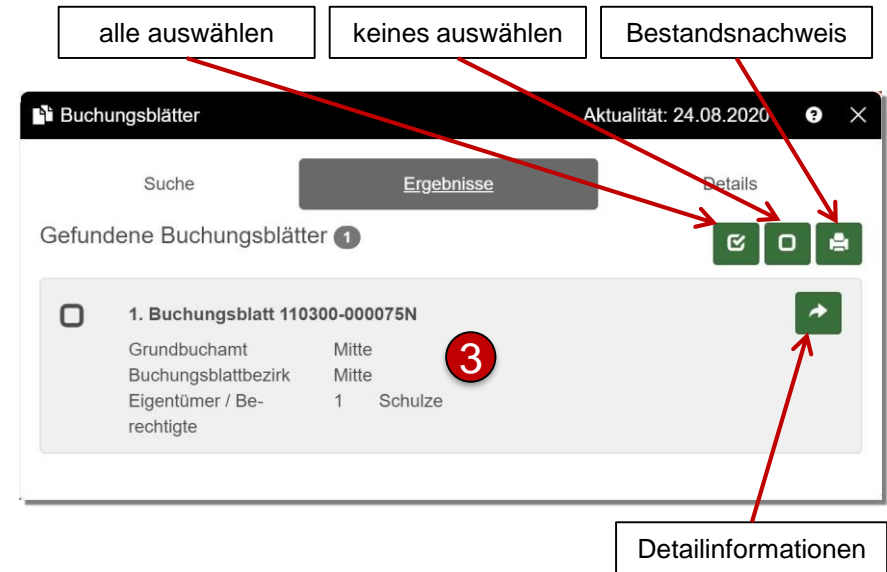 alle auswählen keines auswählen Bestandsnachweis
Buchungsblätter Aktualität: 24.08.2020
Suche Ergebnisse Details
Gefundene Buchungsblätter 1
1. Buchungsblatt 110300-000075N
Grundbuchamt Mitte
Buchungsblattbezirk Mitte
Eigentümer / Be- 1 Schulze
rechtigte
3
Detailinformationen